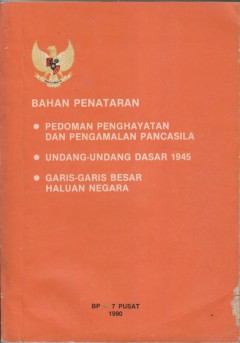 BAHAN PENATARAN
● PEDOMAN PENGHAYATAN
DAN PENGAMALAN PANCASILA
● UNDANG-UNDANG DASAR 1945
● GARIS-GARIS BESAR
HALUAN NEGARA
BP - 7 PUSAT
1990